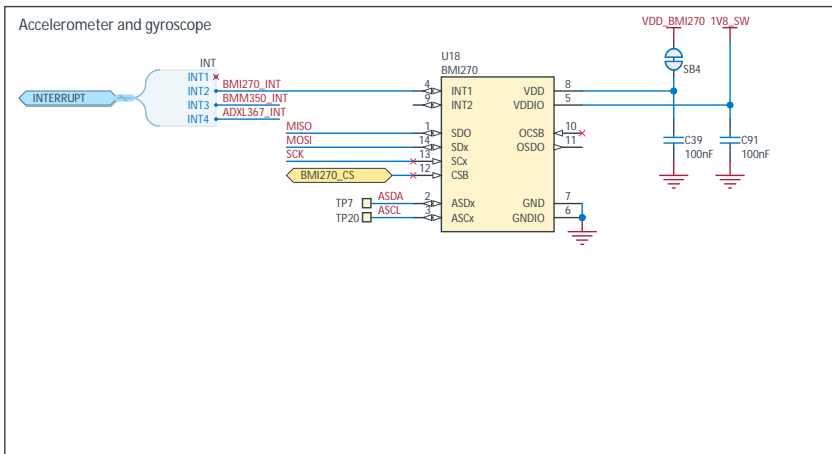 Accelerometer and gyroscope
VDD_BMI270 1V8_SW
SB4
INT
INT1
INT2 BMI270_INT
INT3 BMM350_INT
INT4 ADXL367_INT
INTERRUPT
U18
BMI270
4 INT1 VDD 8
9 INT2 VDDIO 5
MISO 1 SDO OCSB 10
MOSI 14 SDx OSDO 11
SCK 13 SCx
BMI270_CS 12 CSB
TP7 ASDA 2 ASDx GND 7
TP20 ASCL 3 ASCx GNDIO 6
C39 C91
100nF 100nF